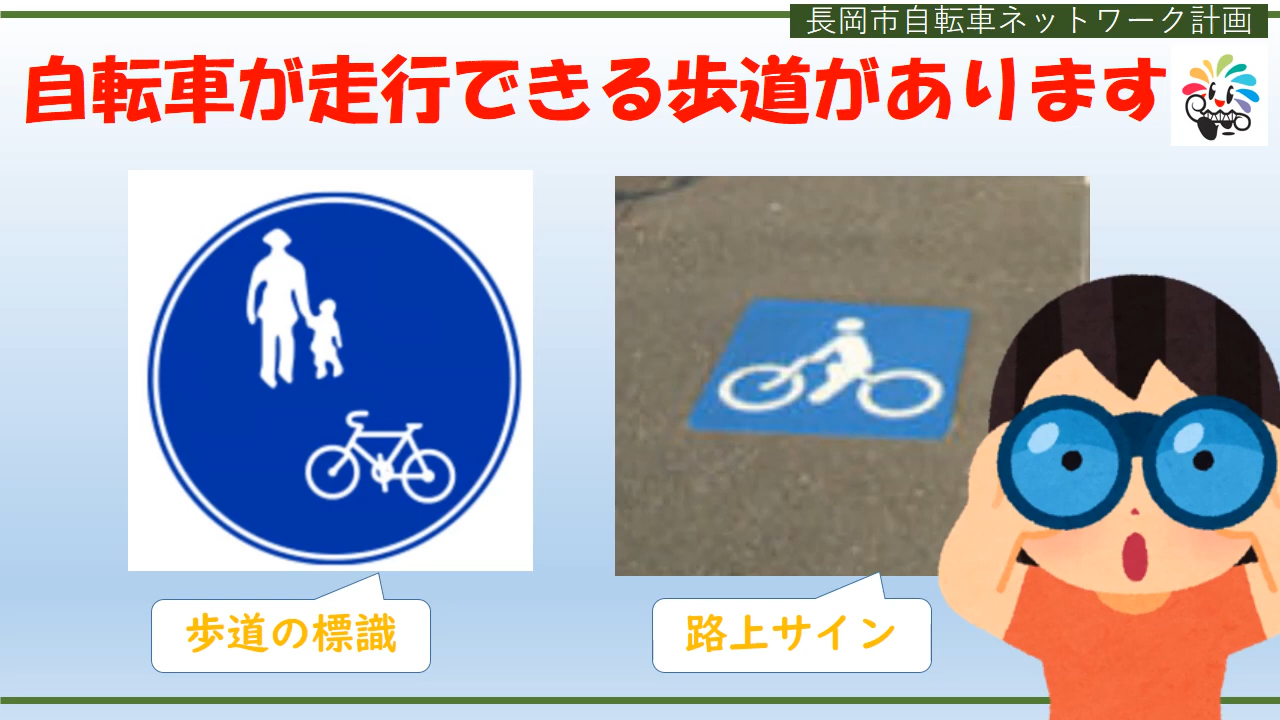 長岡市自転車ネットワーク計画
自転車が走行できる歩道があります
歩道の標識
路上サイン